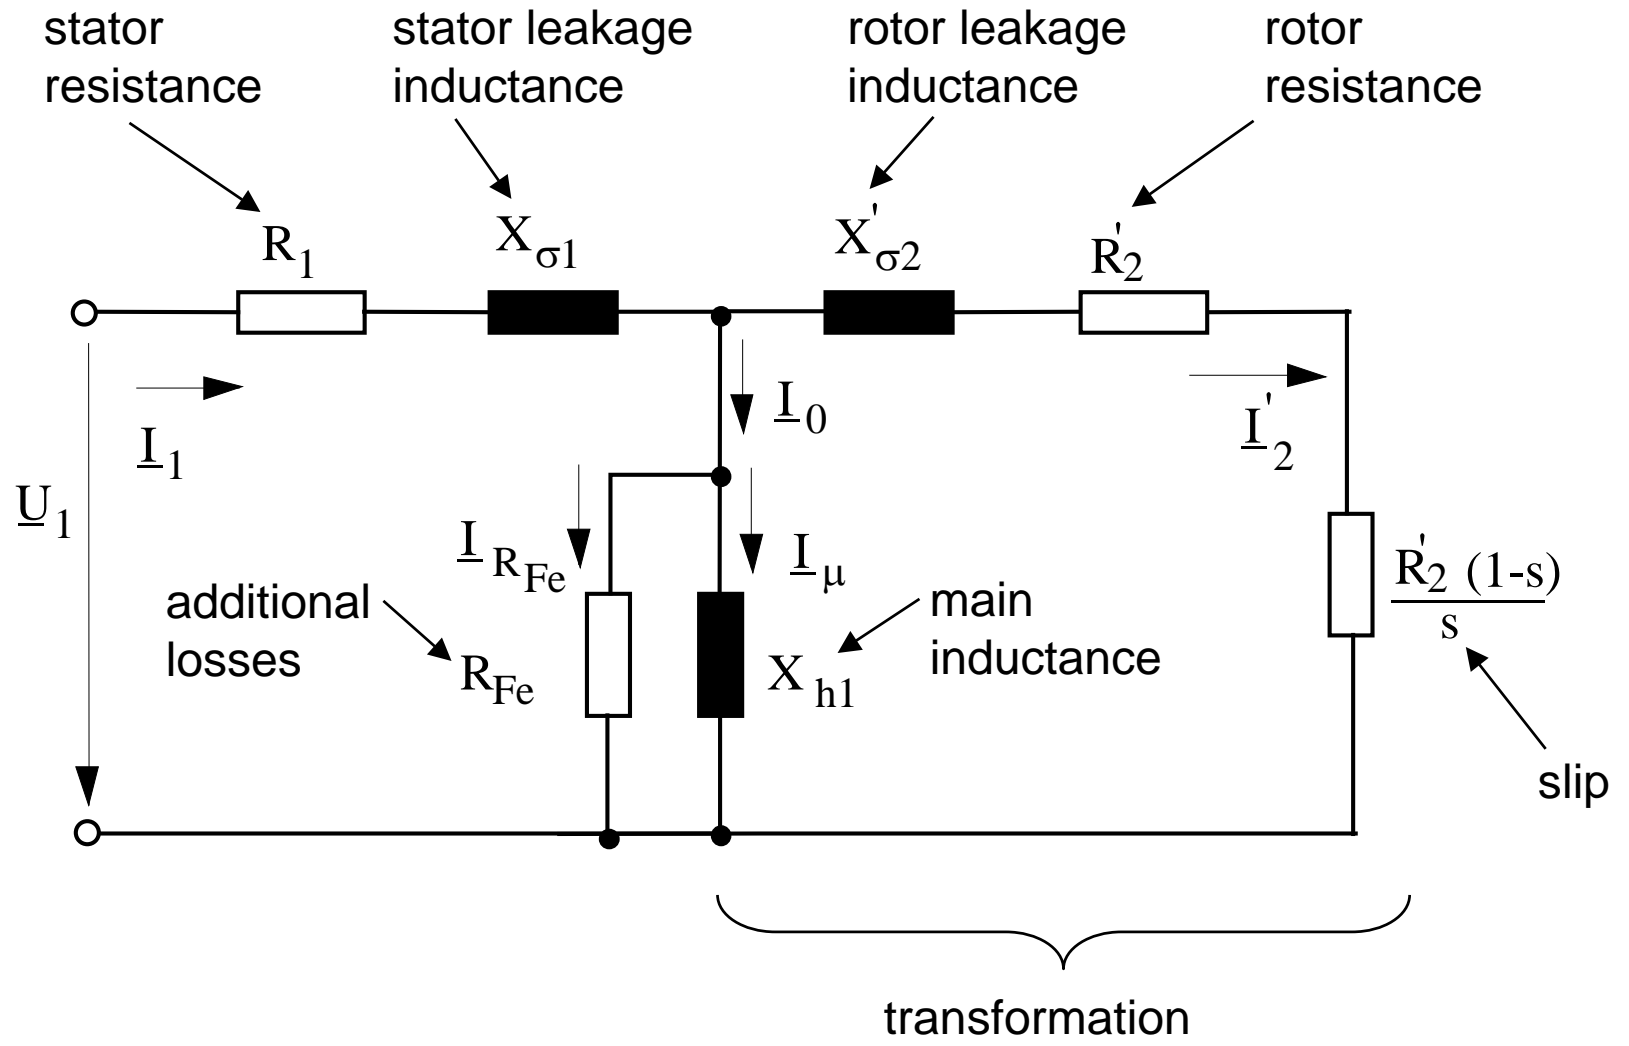 stator
resistance
stator leakage
inductance
rotor leakage
inductance
rotor
resistance
R1
Xσ1
X'σ2
R'2
I1
I0
I'2
U1
I RFe
Iμ
additional
losses
RFe
Xh1
main
inductance
R'2 (1-s)
s
slip
transformation